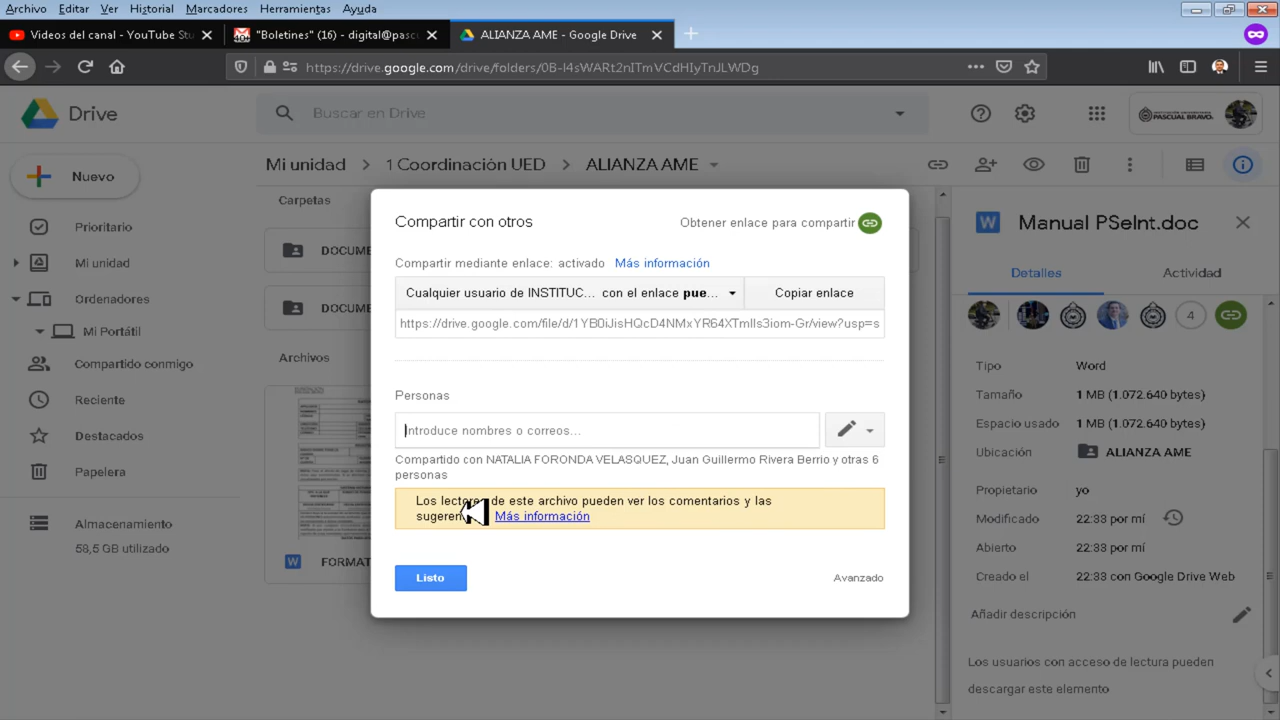 Archivo Editar Ver Historial Marcadores Herramientas Ayuda
Videos del canal - YouTube Stu
"Boletines" (16) - digital@pasc
ALIANZA AME - Google Drive
https://drive.google.com/drive/folders/0B-I4sWARt2nITmVCdHIyTnJLWDg
Drive
Buscar en Drive
PASCUAL BRAVO
Nuevo
Mi unidad > 1 Coordinación UED > ALIANZA AME
Prioritario
Mi unidad
Ordenadores
Mi Portátil
Compartido conmigo
Reciente
Destacados
Papelera
Almacenamiento
58,5 GB utilizado
Carpetas
DOCUME
DOCUME
Archivos
FORMAT
Compartir con otros
Obtener enlace para compartir
Compartir mediante enlace: activado Más información
Cualquier usuario de INSTITUC... con el enlace pue...
Copiar enlace
https://drive.google.com/file/d/1YB0iJisHQcD4NMxYR64XTmIIs3iom-Gr/view?usp=s
Personas
Introduce nombres o correos...
Compartido con NATALIA FORONDA VELASQUEZ, Juan Guillermo Rivera Berrio y otras 6
personas
Los lectores de este archivo pueden ver los comentarios y las
sugeren Más información
Listo
Avanzado
Manual PSeInt.doc
Detalles
Actividad
4
Tipo Word
Tamaño 1 MB (1.072.640 bytes)
Espacio usado 1 MB (1.072.640 bytes)
Ubicación ALIANZA AME
Propietario yo
Modificado 22:33 por mí
Abierto 22:33 por mí
Creado el 22:33 con Google Drive Web
Añadir descripción
Los usuarios con acceso de lectura pueden
descargar este elemento